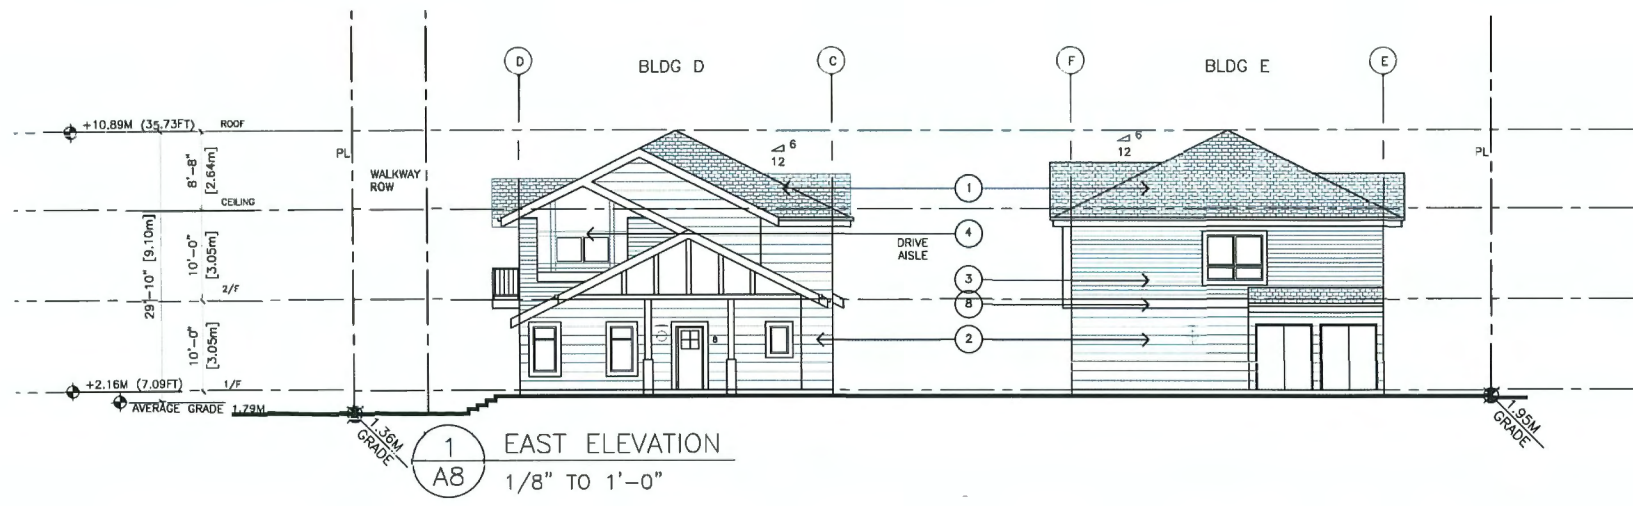 D
BLDG D
C
F
BLDG E
E
+10.89M (35.73FT)
ROOF
6
12
6
12
PL
PL
8'-8"
[2.64m]
WALKWAY
ROW
1
CEILING
4
DRIVE
AISLE
29'-10" [9.10m]
10'-0"
[3.05m]
3
2/F
8
10'-0"
[3.05m]
8
2
+2.16M (7.09FT)
1/F
AVERAGE GRADE 1.79M
1.36M
GRADE
1.95M
GRADE
1
A8
EAST ELEVATION
1/8" TO 1'-0"